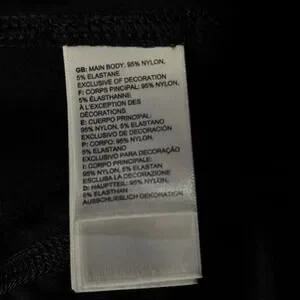 GB: MAIN BODY: 95% NYLON,
5% ELASTANE
EXCLUSIVE OF DECORATION
F: CORPS PINCIPAL: 95% NYLON,
5% ÉLASTHANNE
À L'EXCEPTION DES
DÉCORATIONS
E: CUERPO PRINCIPAL:
95% NYLON, 5% ELASTANO
EXCLUSIVO DE DECORACIÓN
P: CORPO: 95% NYLON,
5% ELASTANO
EXCLUSIVO PARA DECORAÇÃO
I: CORPO PRINCIPALE:
95% NYLON, 5% ELASTAN
ESCLUSA LA DECORAZIONE
D: HAUPTTEIL: 95% NYLON,
5% ELASTHAN
AUSSCHLIESSLICH DEKORATION